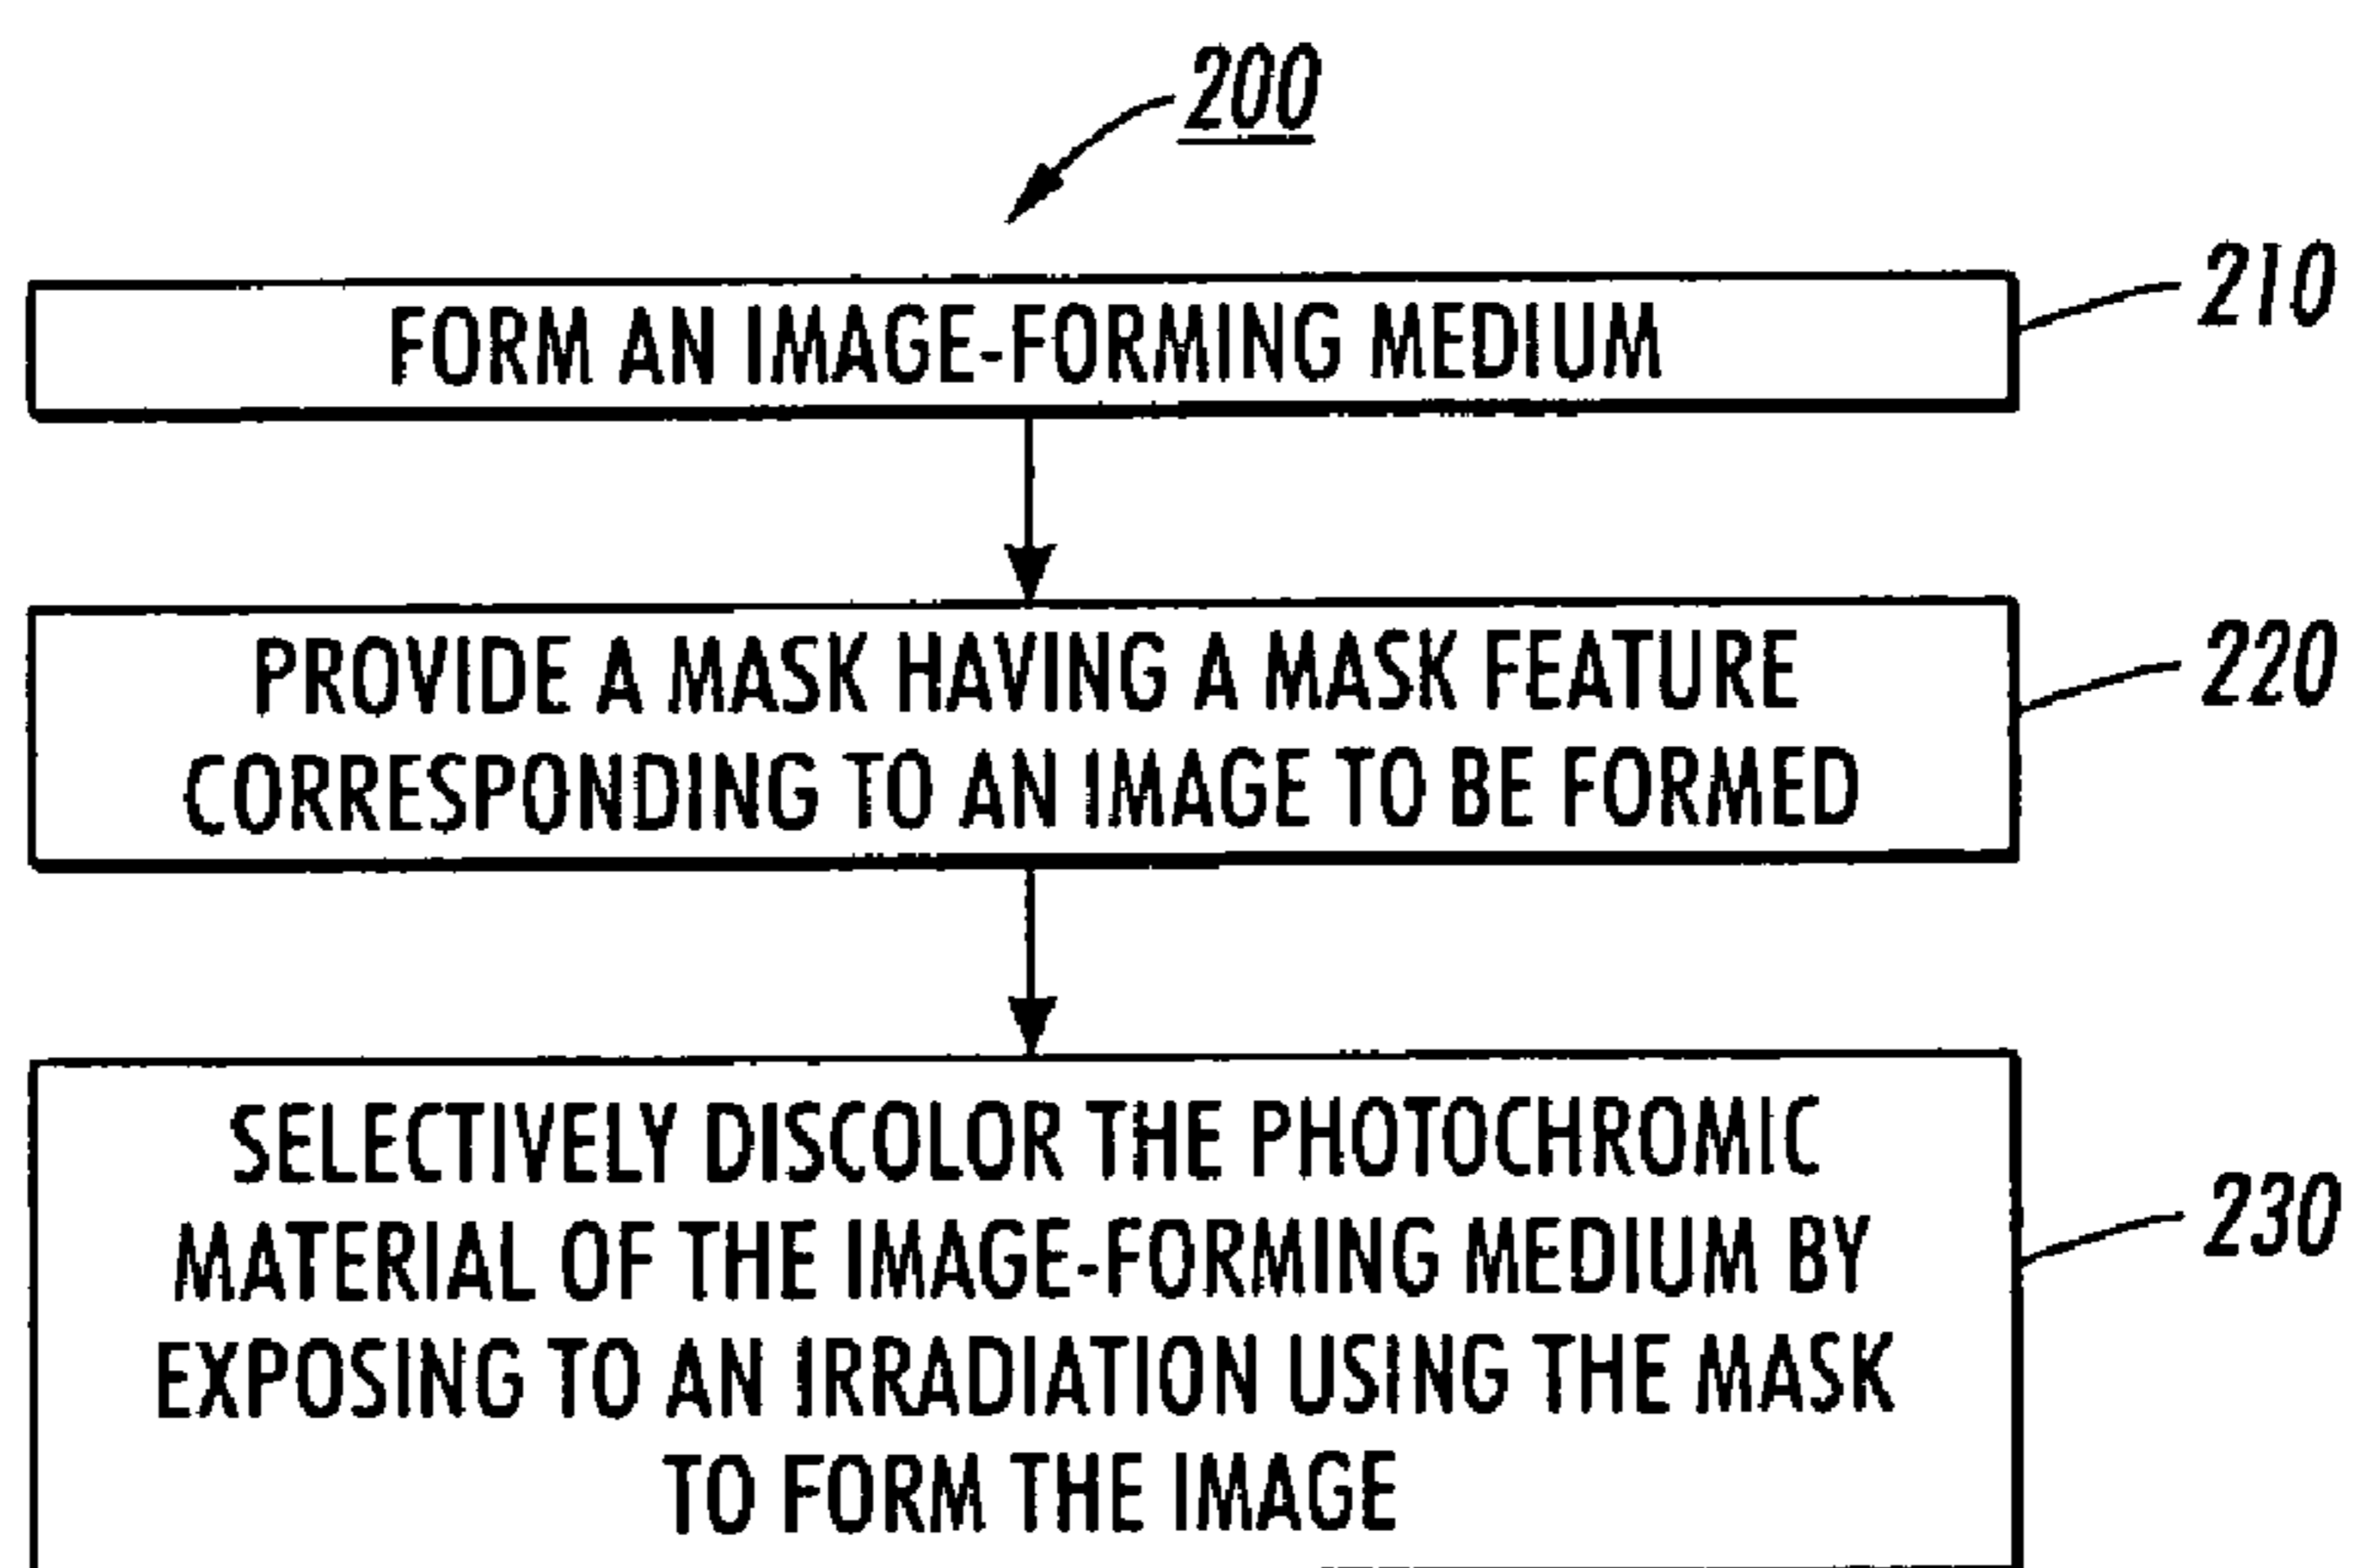 200
FORM AN IMAGE-FORMING MEDIUM
210
PROVIDE A MASK HAVING A MASK FEATURE
CORRESPONDING TO AN IMAGE TO BE FORMED
220
SELECTIVELY DISCOLOR THE PHOTOCHROMIC
MATERIAL OF THE IMAGE-FORMING MEDIUM BY
EXPOSING TO AN IRRADIATION USING THE MASK
TO FORM THE IMAGE
230